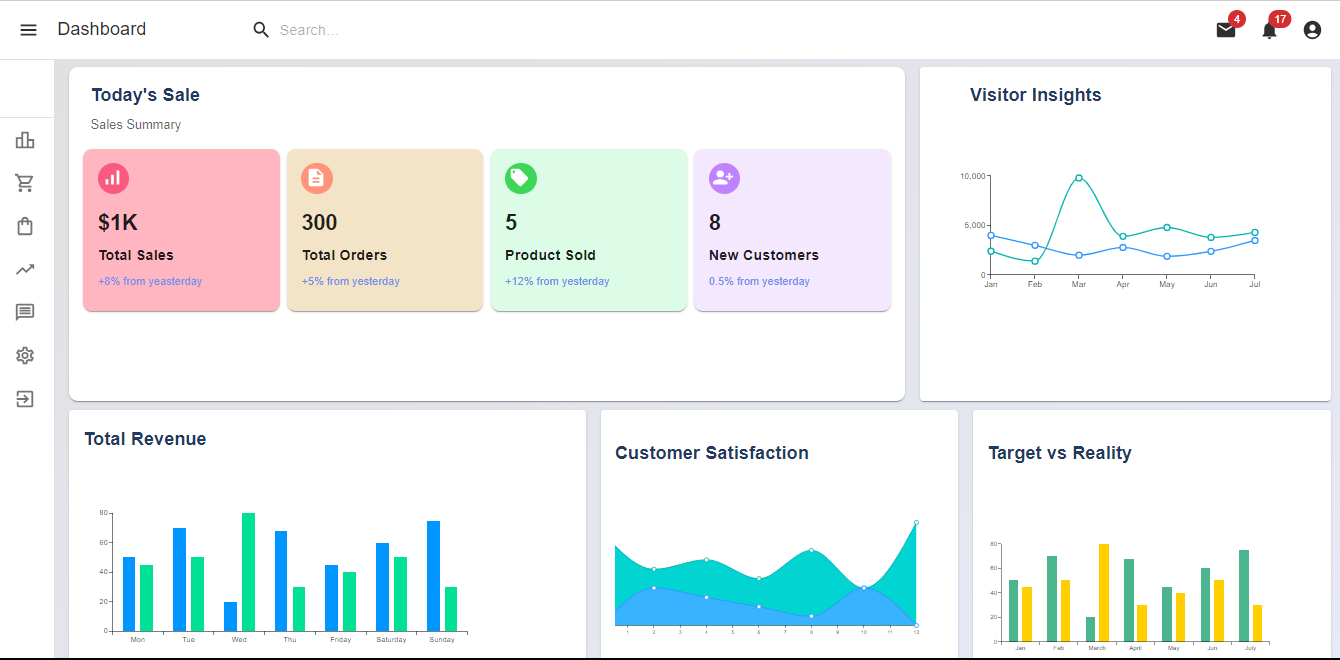 Dashboard
Search...
4
17
Today's Sale
Sales Summary
$1K
Total Sales
+8% from yeasterday
300
Total Orders
+5% from yesterday
5
Product Sold
+12% from yesterday
8
New Customers
0.5% from yesterday
Visitor Insights
10,000
5,000
0
Jan Feb Mar Apr May Jun Jul
Total Revenue
80
60
40
20
0
Mon Tue Wed Thu Friday Saturday Sunday
Customer Satisfaction
1 2 3 4 5 6 7 8 9 10 11 12
Target vs Reality
80
60
40
20
0
Jan Feb March April May Jun July